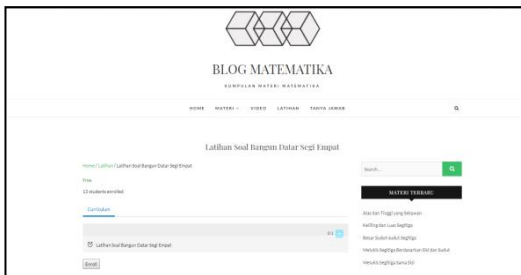 BLOG MATEMATIKA
KUMPULAN MATERI MATEMATIKA
HOME MATERI VIDEO LATIHAN TANYA JAWAB
Latihan Soal Bangun Datar Segi Empat
Home / Latihan / Latihan Soal Bangun Datar Segi Empat
Free
13 students enrolled
Curriculum
0/1
Latihan Soal Bangun Datar Segi Empat
Enroll
Search...
MATERI TERBARU
Alas dan Tinggi yang Sekawan
Keliling dan Luas Segitiga
Besar Sudut-sudut Segitiga
Melukis Segitiga Berdasarkan Sisi dan Sudut
Melukis Segitiga Sama Sisi